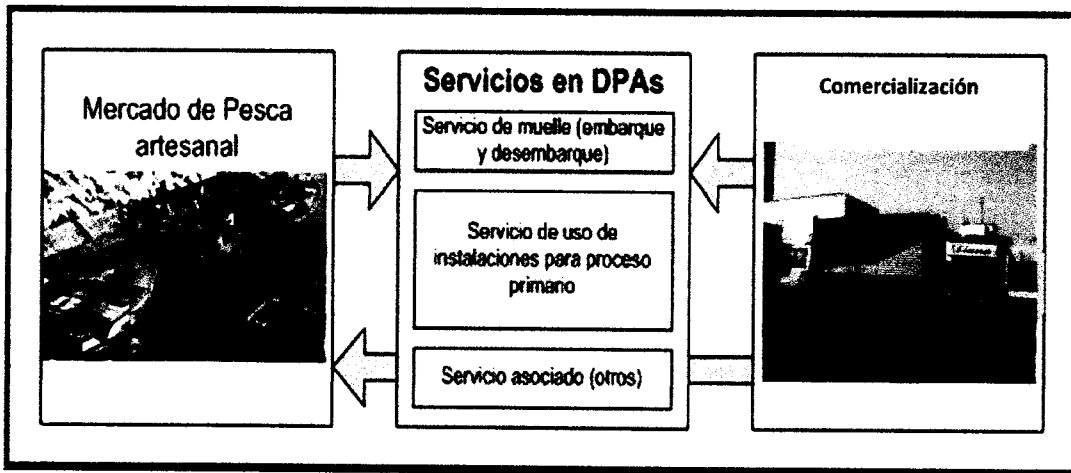 Mercado de Pesca
artesanal
Servicios en DPAs
Servicio de muelle (embarque
y desembarque)
Servicio de uso de
instalaciones para proceso
primario
Servicio asociado (otros)
Comercialización